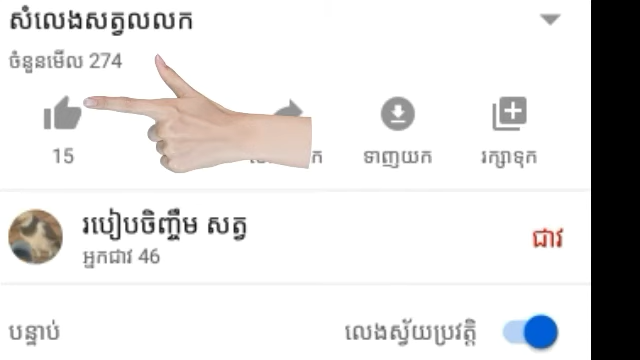 សំលេងសត្វលលក
ចំនួនមើល 274
15
ទាញយក
រក្សាទុក
របៀបចិញ្ចឹម សត្វ
ជាវ
អ្នកជាវ 46
បន្ទាប់
លេងស្វ័យប្រវត្តិ